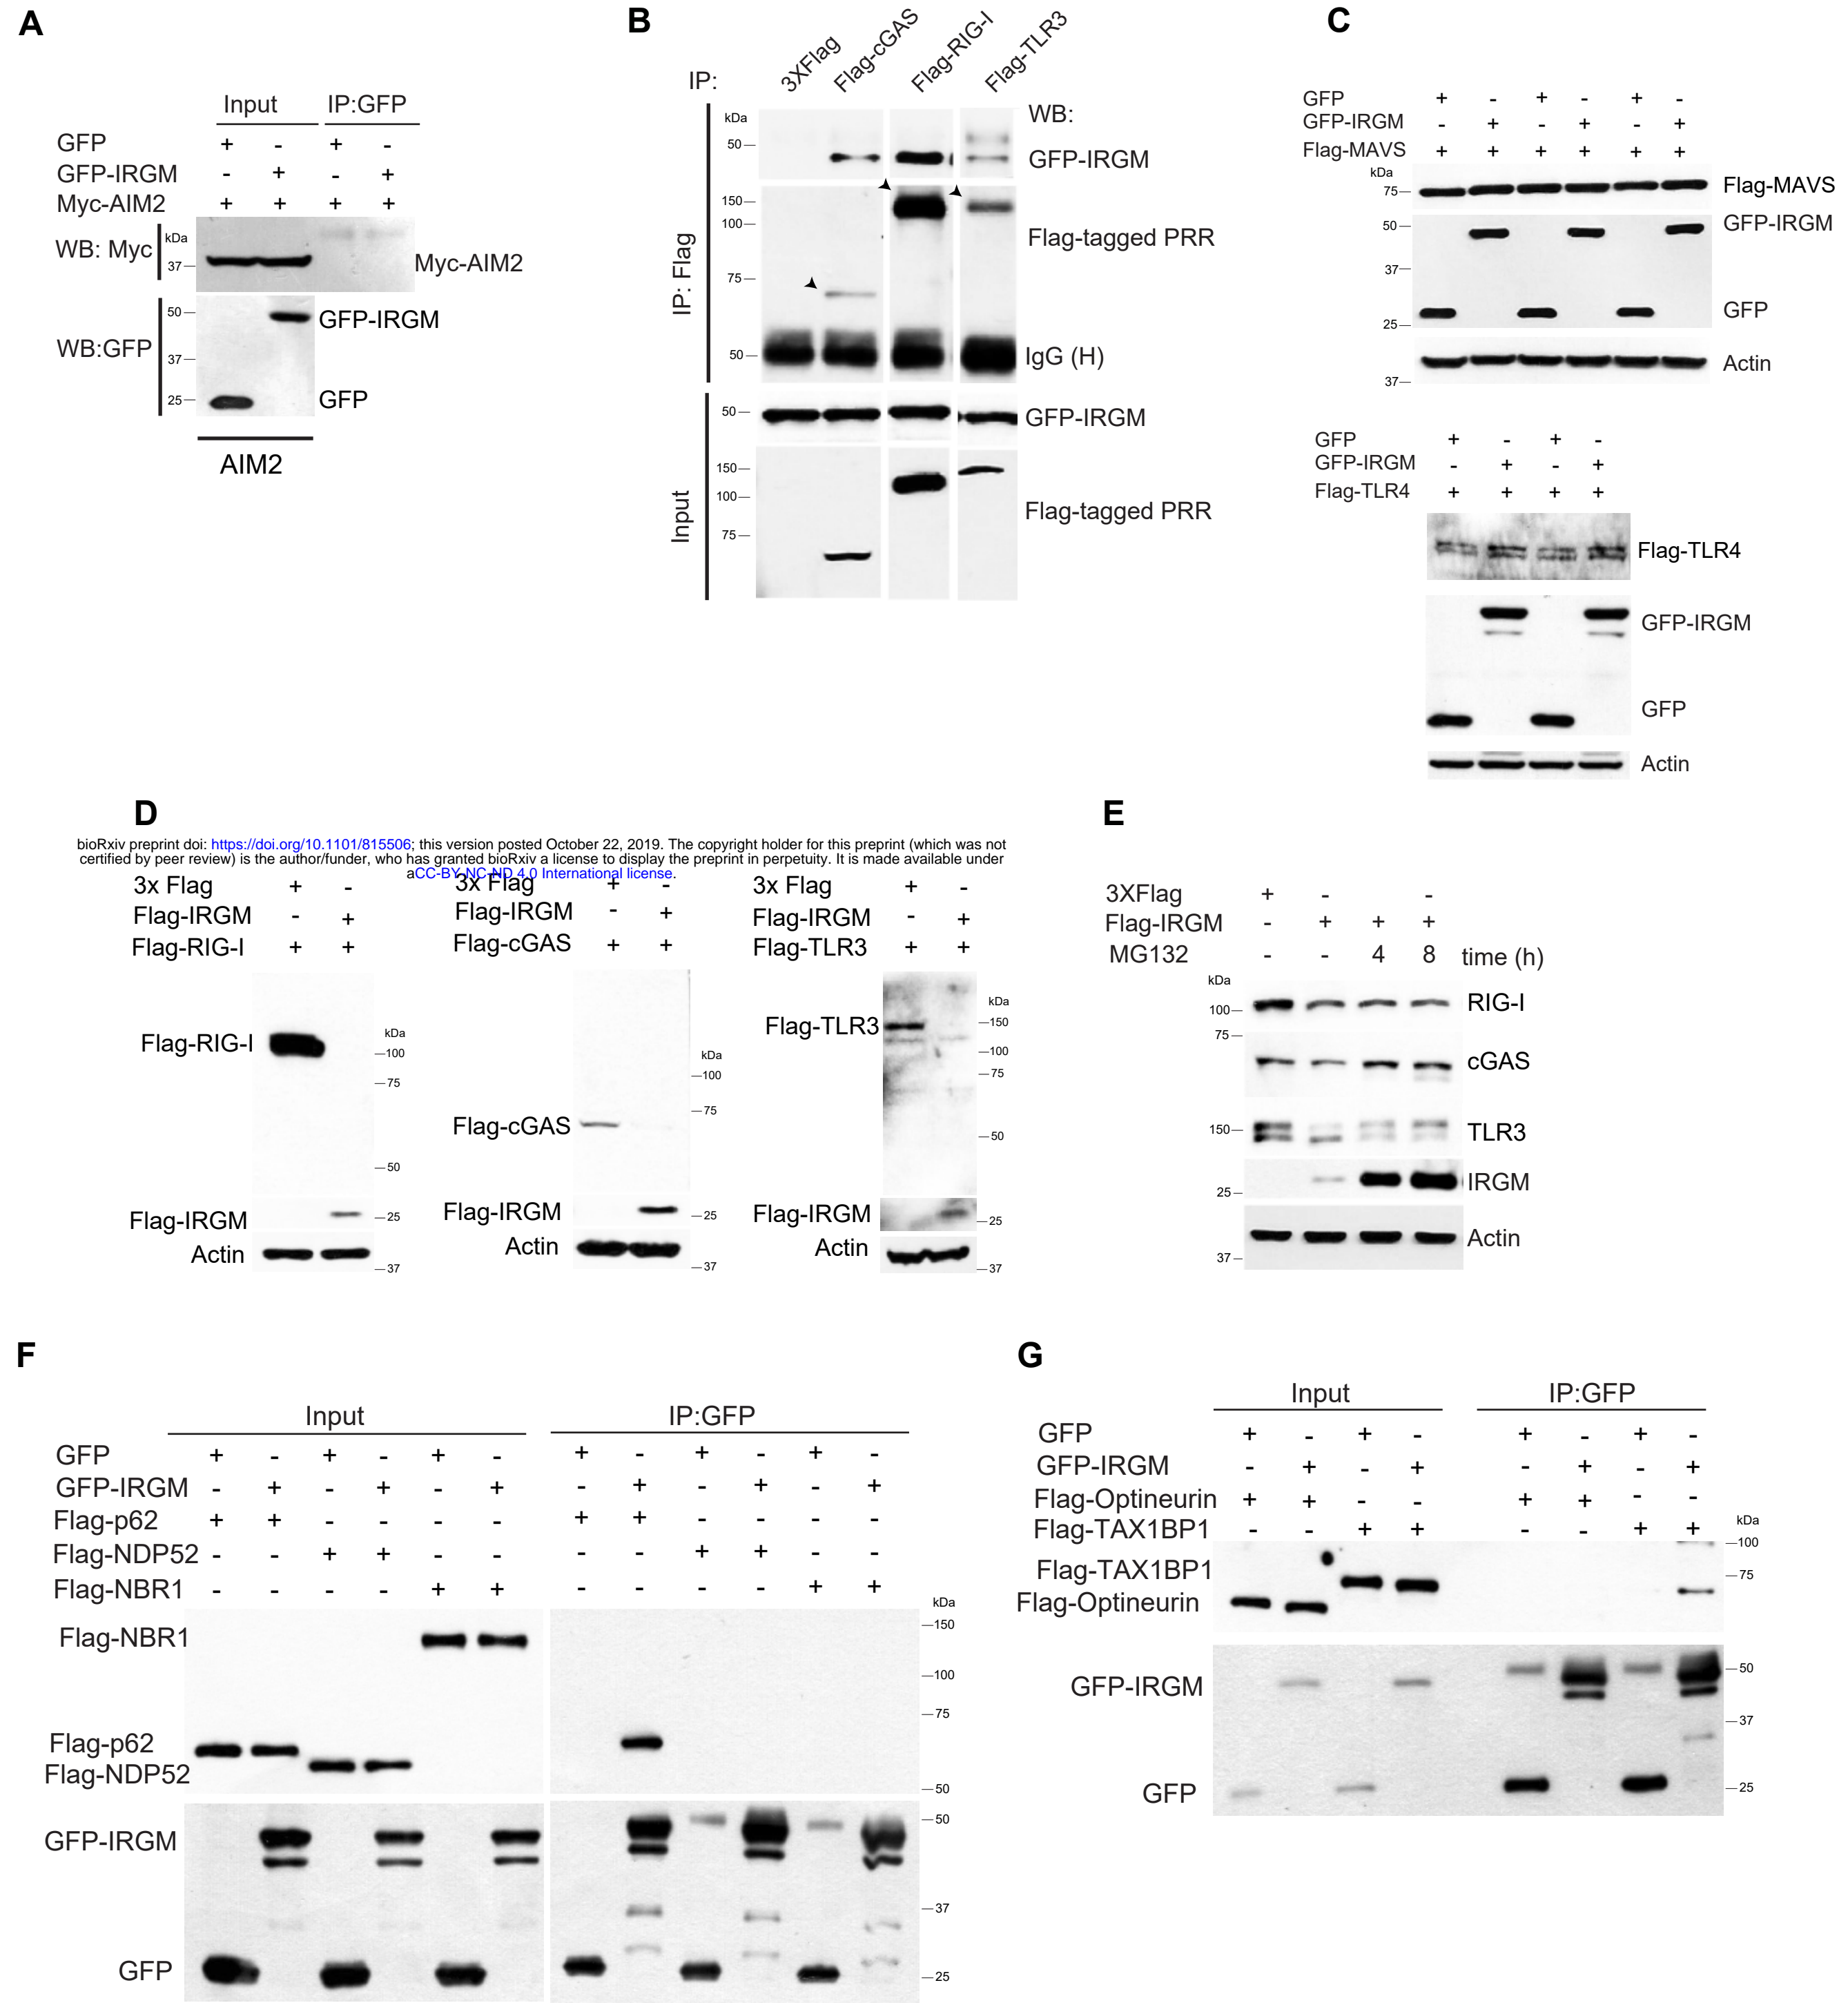 A
Input IP:GFP
GFP + - + -
GFP-IRGM - + - +
Myc-AIM2 + + + +
WB: Myc
kDa
37
Myc-AIM2
WB:GFP
50
37
25
GFP-IRGM
GFP
AIM2
B
IP: 3XFlag Flag-cGAS Flag-RIG-I Flag-TLR3
WB:
IP: Flag
kDa
50
GFP-IRGM
150
100
75
50
Flag-tagged PRR
IgG (H)
Input
50
GFP-IRGM
150
100
75
Flag-tagged PRR
C
GFP + - + - + -
GFP-IRGM - + - + - +
Flag-MAVS + + + + + +
kDa
75
Flag-MAVS
50
GFP-IRGM
37
GFP
25
Actin
37
GFP + - + -
GFP-IRGM - + - +
Flag-TLR4 + + + +
Flag-TLR4
GFP-IRGM
GFP
Actin
D
bioRxiv preprint doi: https://doi.org/10.1101/815506; this version posted October 22, 2019. The copyright holder for this preprint (which was not
certified by peer review) is the author/funder, who has granted bioRxiv a license to display the preprint in perpetuity. It is made available under
aCC-BY-NC-ND 4.0 International license.
3x Flag + -
Flag-IRGM - +
Flag-RIG-I + +
Flag-RIG-I
kDa
100
75
50
Flag-IRGM
25
Actin
37
3x Flag + -
Flag-IRGM - +
Flag-cGAS + +
kDa
100
75
Flag-cGAS
Flag-IRGM
25
Actin
37
3x Flag + -
Flag-IRGM - +
Flag-TLR3 + +
Flag-TLR3
kDa
150
100
75
50
Flag-IRGM
25
Actin
37
E
3XFlag + - -
Flag-IRGM - + + +
MG132 - - 4 8 time (h)
kDa
100
RIG-I
75
cGAS
150
TLR3
25
IRGM
Actin
37
F
Input IP:GFP
GFP + - + - + - + - + - + -
GFP-IRGM - + - + - + - + - + - +
Flag-p62 + + - - - - + + - - - -
Flag-NDP52 - - + + - - - - + + - -
Flag-NBR1 - - - - + + - - - - + +
kDa
150
Flag-NBR1
100
75
Flag-p62
Flag-NDP52
50
50
GFP-IRGM
37
GFP
25
G
Input IP:GFP
GFP + - + - + - + -
GFP-IRGM - + - + - + - +
Flag-Optineurin + + - - + + - -
Flag-TAX1BP1 - - + + - - + +
kDa
100
Flag-TAX1BP1
75
Flag-Optineurin
50
GFP-IRGM
37
GFP
25